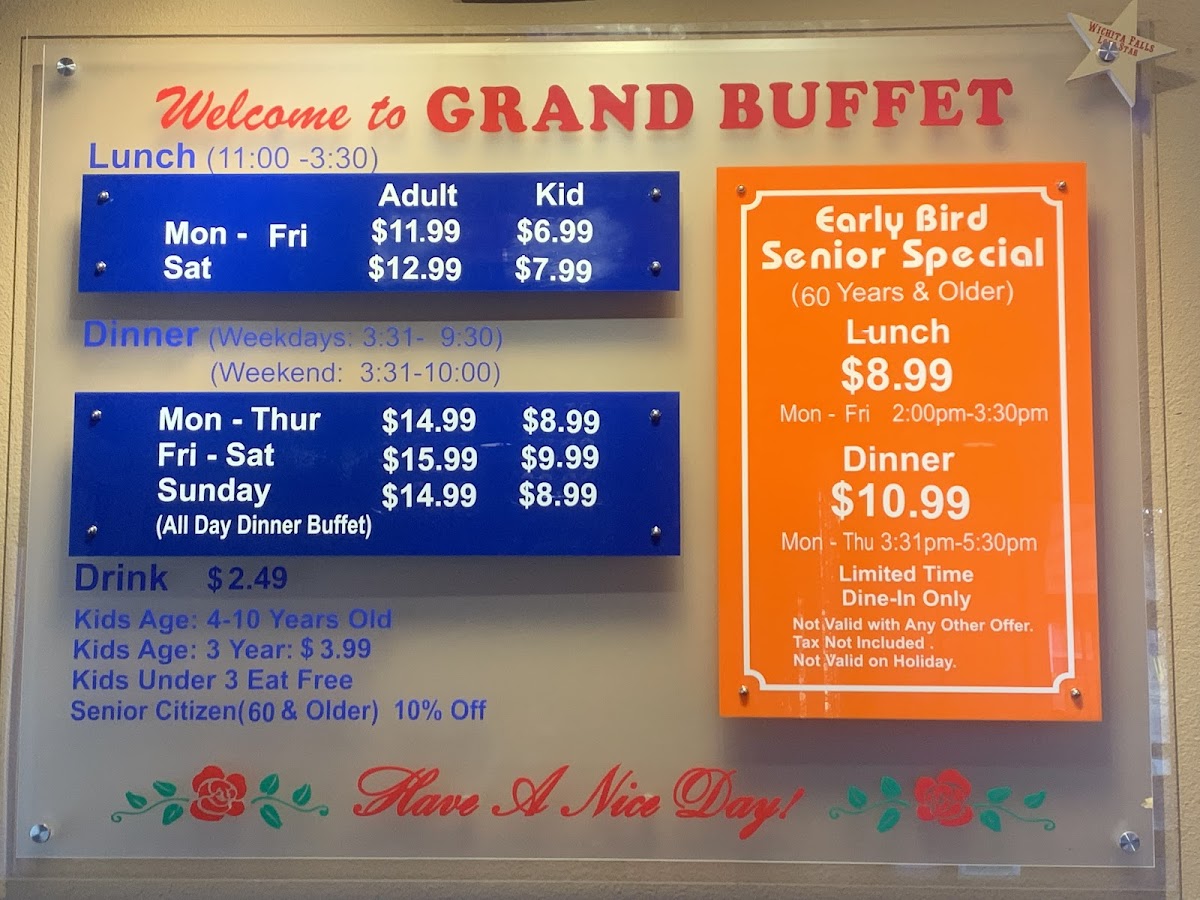 Wichita Falls
Star
Welcome to GRAND BUFFET
Lunch (11:00 -3:30)
Adult Kid
Mon - Fri $11.99 $6.99
Sat $12.99 $7.99
Dinner (Weekdays: 3:31- 9:30)
(Weekend: 3:31-10:00)
Mon - Thur $14.99 $8.99
Fri - Sat $15.99 $9.99
Sunday $14.99 $8.99
(All Day Dinner Buffet)
Drink $2.49
Kids Age: 4-10 Years Old
Kids Age: 3 Year: $3.99
Kids Under 3 Eat Free
Senior Citizen(60 & Older) 10% Off
Early Bird
Senior Special
(60 Years & Older)
Lunch
$8.99
Mon - Fri 2:00pm-3:30pm
Dinner
$10.99
Mon - Thu 3:31pm-5:30pm
Limited Time
Dine-In Only
Not Valid with Any Other Offer.
Tax Not Included .
Not Valid on Holiday.
Have A Nice Day!